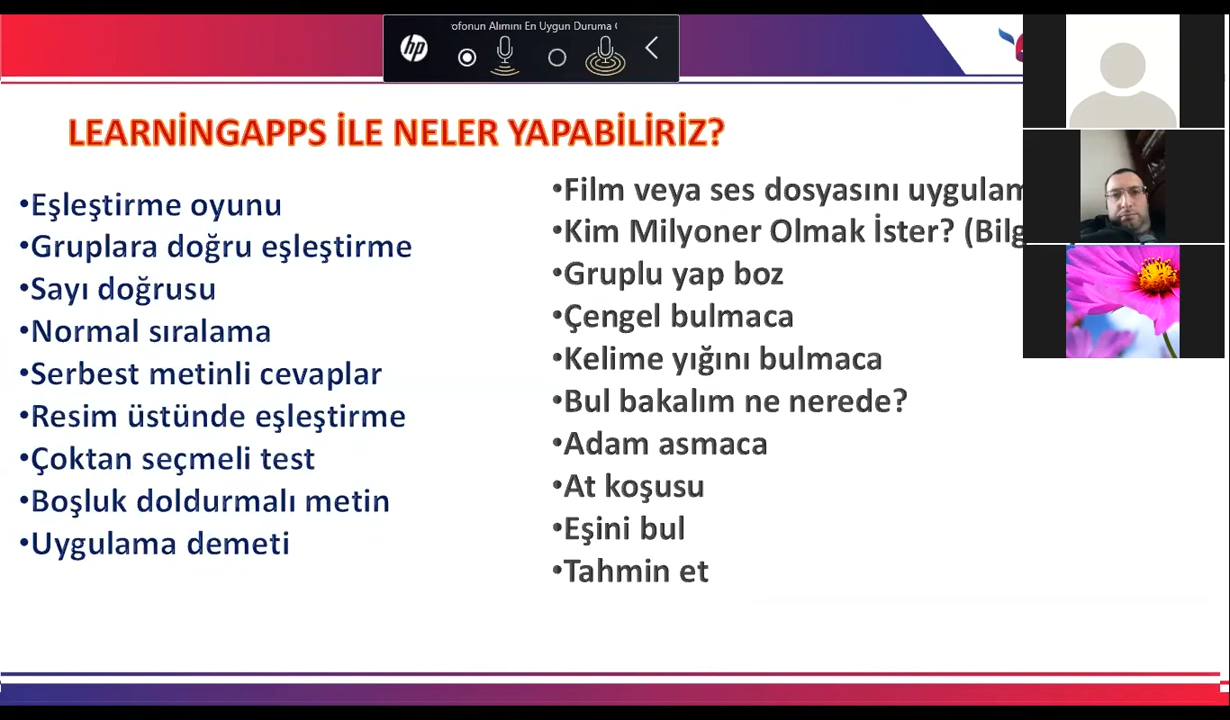 ofonun Alımını En Uygun Duruma
hp
LEARNİNGAPPS İLE NELER YAPABİLİRİZ?
•Eşleştirme oyunu
•Gruplara doğru eşleştirme
•Sayı doğrusu
•Normal sıralama
•Serbest metinli cevaplar
•Resim üstünde eşleştirme
•Çoktan seçmeli test
•Boşluk doldurmalı metin
•Uygulama demeti
•Film veya ses dosyasını uygulam
•Kim Milyoner Olmak İster? (Bilg
•Gruplu yap boz
•Çengel bulmaca
•Kelime yığını bulmaca
•Bul bakalım ne nerede?
•Adam asmaca
•At koşusu
•Eşini bul
•Tahmin et